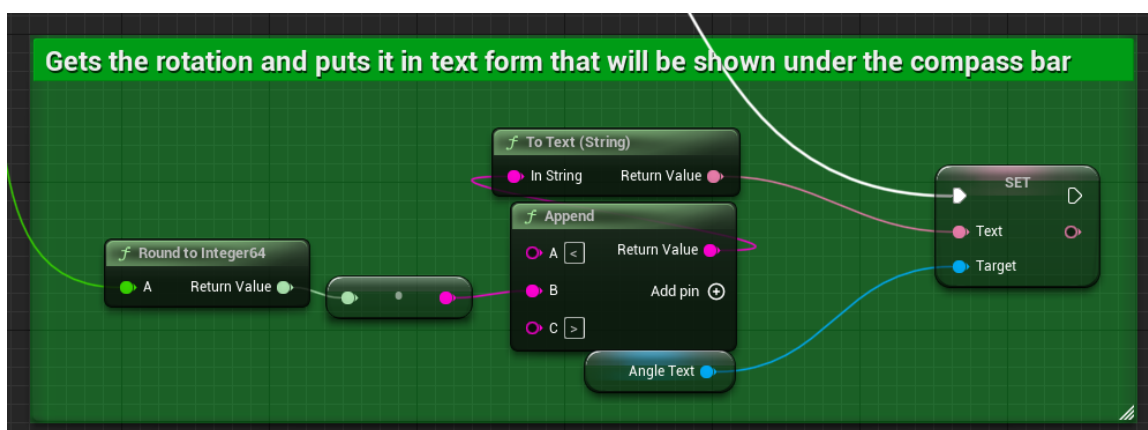 Gets the rotation and puts it in text form that will be shown under the compass bar
f To Text (String)
In String Return Value
SET
Text
Target
f Append
A < Return Value
B Add pin
C >
f Round to Integer64
A Return Value
Angle Text